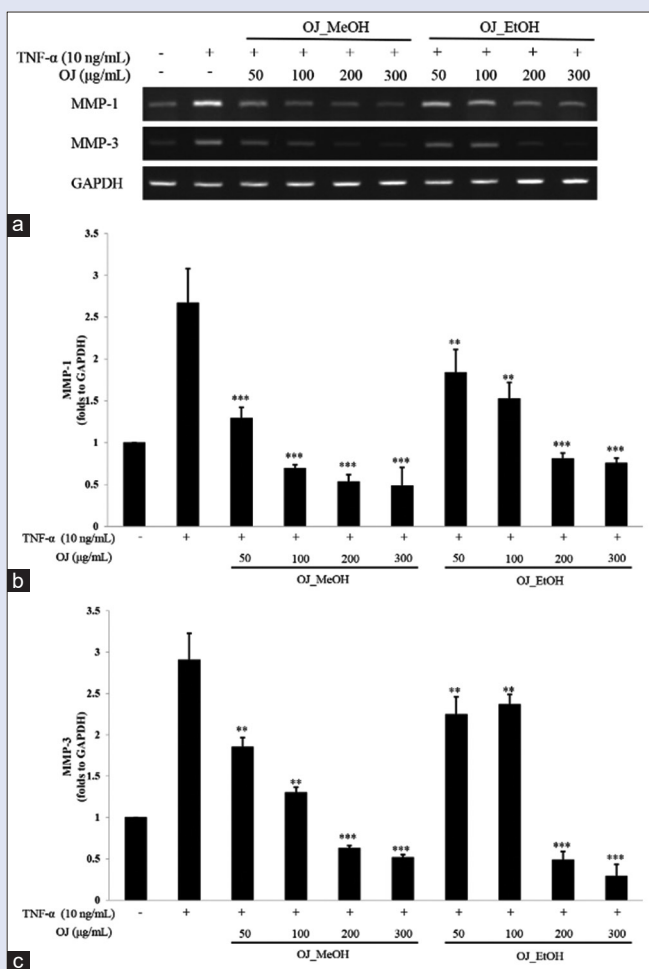 OJ_MeOH OJ_EtOH
TNF-α (10 ng/mL) - + + + + + + + + +
OJ (μg/mL) - - 50 100 200 300 50 100 200 300
MMP-1
MMP-3
GAPDH
a
3.5
3
2.5
2
1.5
1
0.5
0
MMP-1
(folds to GAPDH)
*** *** *** *** ** ** *** ***
TNF-α (10 ng/mL) - + + + + + + + + +
OJ (μg/mL) 50 100 200 300 50 100 200 300
OJ_MeOH OJ_EtOH
b
3.5
3
2.5
2
1.5
1
0.5
0
MMP-3
(folds to GAPDH)
** ** *** *** ** ** *** ***
TNF-α (10 ng/mL) - + + + + + + + + +
OJ (μg/mL) 50 100 200 300 50 100 200 300
OJ_MeOH OJ_EtOH
c